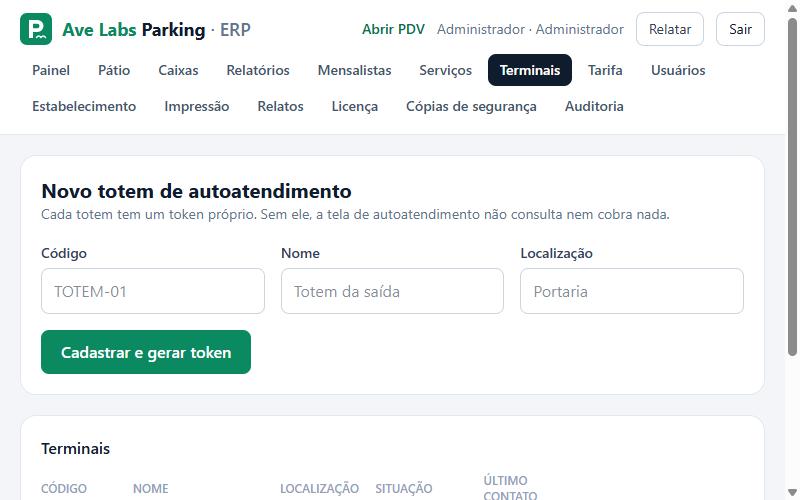 Ave Labs Parking · ERP
Abrir PDV Administrador · Administrador Relatar Sair
Painel Pátio Caixas Relatórios Mensalistas Serviços Terminais Tarifa Usuários
Estabelecimento Impressão Relatos Licença Cópias de segurança Auditoria
Novo totem de autoatendimento
Cada totem tem um token próprio. Sem ele, a tela de autoatendimento não consulta nem cobra nada.
Código Nome Localização
TOTEM-01 Totem da saída Portaria
Cadastrar e gerar token
Terminais
CÓDIGO NOME LOCALIZAÇÃO SITUAÇÃO ÚLTIMO CONTATO